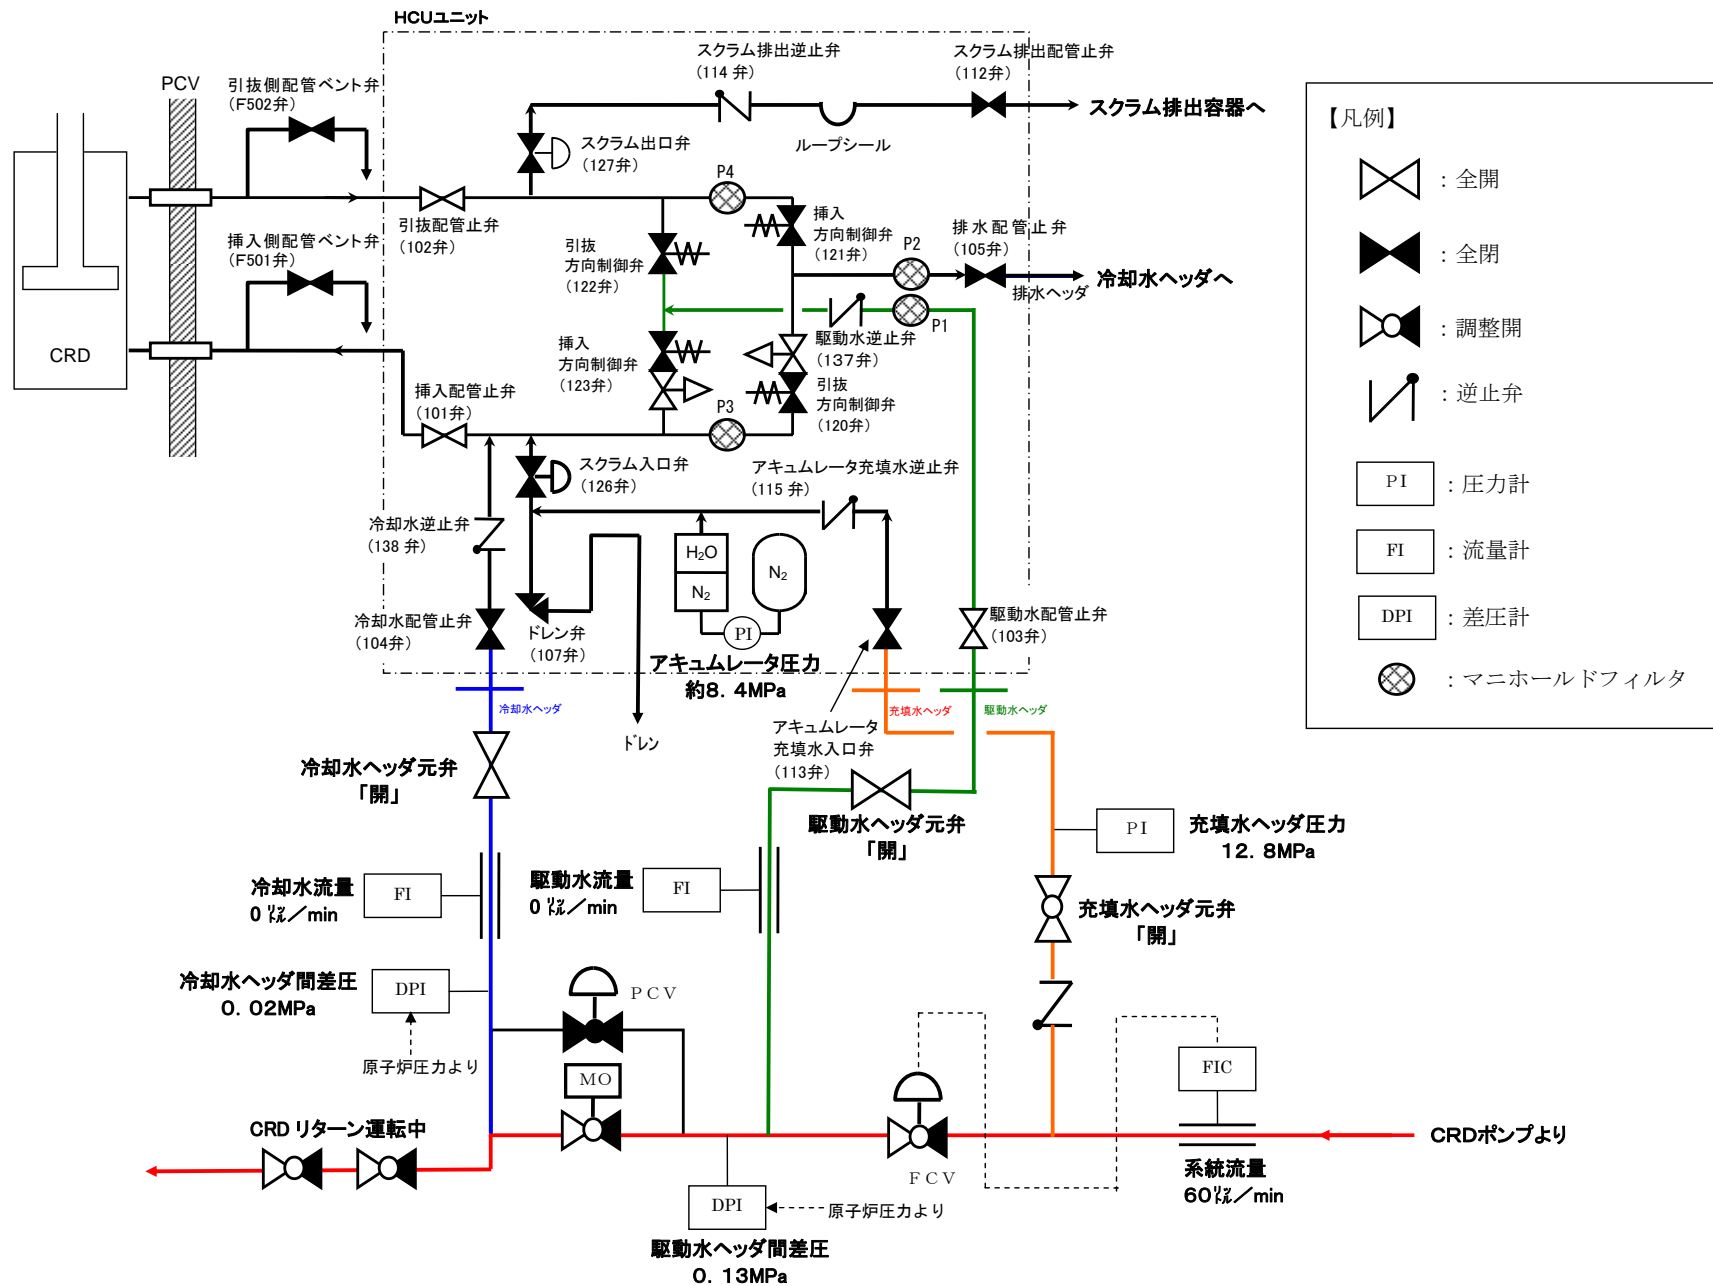 HCUユニット
PCV
引抜側配管ベント弁
(F502弁)
挿入側配管ベント弁
(F501弁)
CRD
スクラム排出逆止弁
(114 弁)
スクラム排出配管止弁
(112弁)
スクラム排出容器へ
ループシール
スクラム出口弁
(127弁)
P4
引抜配管止弁
(102弁)
引抜
方向制御弁
(122弁)
挿入
方向制御弁
(121弁)
P2
排水配管止弁
(105弁)
冷却水ヘッダへ
排水ヘッダ
P1
挿入
方向制御弁
(123弁)
駆動水逆止弁
(137弁)
引抜
方向制御弁
(120弁)
挿入配管止弁
(101弁)
P3
スクラム入口弁
(126弁)
アキュムレータ充填水逆止弁
(115 弁)
冷却水逆止弁
(138 弁)
H₂O
N₂
N₂
PI
冷却水配管止弁
(104弁)
ドレン弁
(107弁)
アキュムレータ圧力
約8.4MPa
駆動水配管止弁
(103弁)
冷却水ヘッダ
充填水ヘッダ
駆動水ヘッダ
ドレン
アキュムレータ
充填水入口弁
(113弁)
冷却水ヘッダ元弁
「開」
駆動水ヘッダ元弁
「開」
PI
充填水ヘッダ圧力
12.8MPa
冷却水流量
0 リットル/min
FI
駆動水流量
0 リットル/min
FI
充填水ヘッダ元弁
「開」
冷却水ヘッダ間差圧
0.02MPa
DPI
原子炉圧力より
PCV
MO
FIC
CRD リターン運転中
FCV
CRDポンプより
系統流量
60リットル/min
DPI
原子炉圧力より
駆動水ヘッダ間差圧
0.13MPa
【凡例】
:全開
:全閉
:調整開
:逆止弁
PI :圧力計
FI :流量計
DPI :差圧計
:マニホールドフィルタ